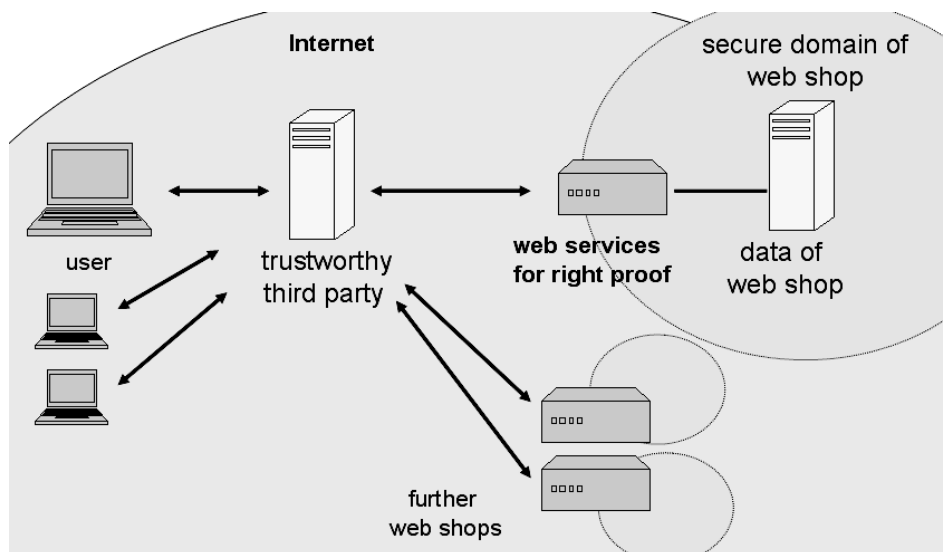 Internet
secure domain of
web shop
user
trustworthy
third party
web services
for right proof
data of
web shop
further
web shops